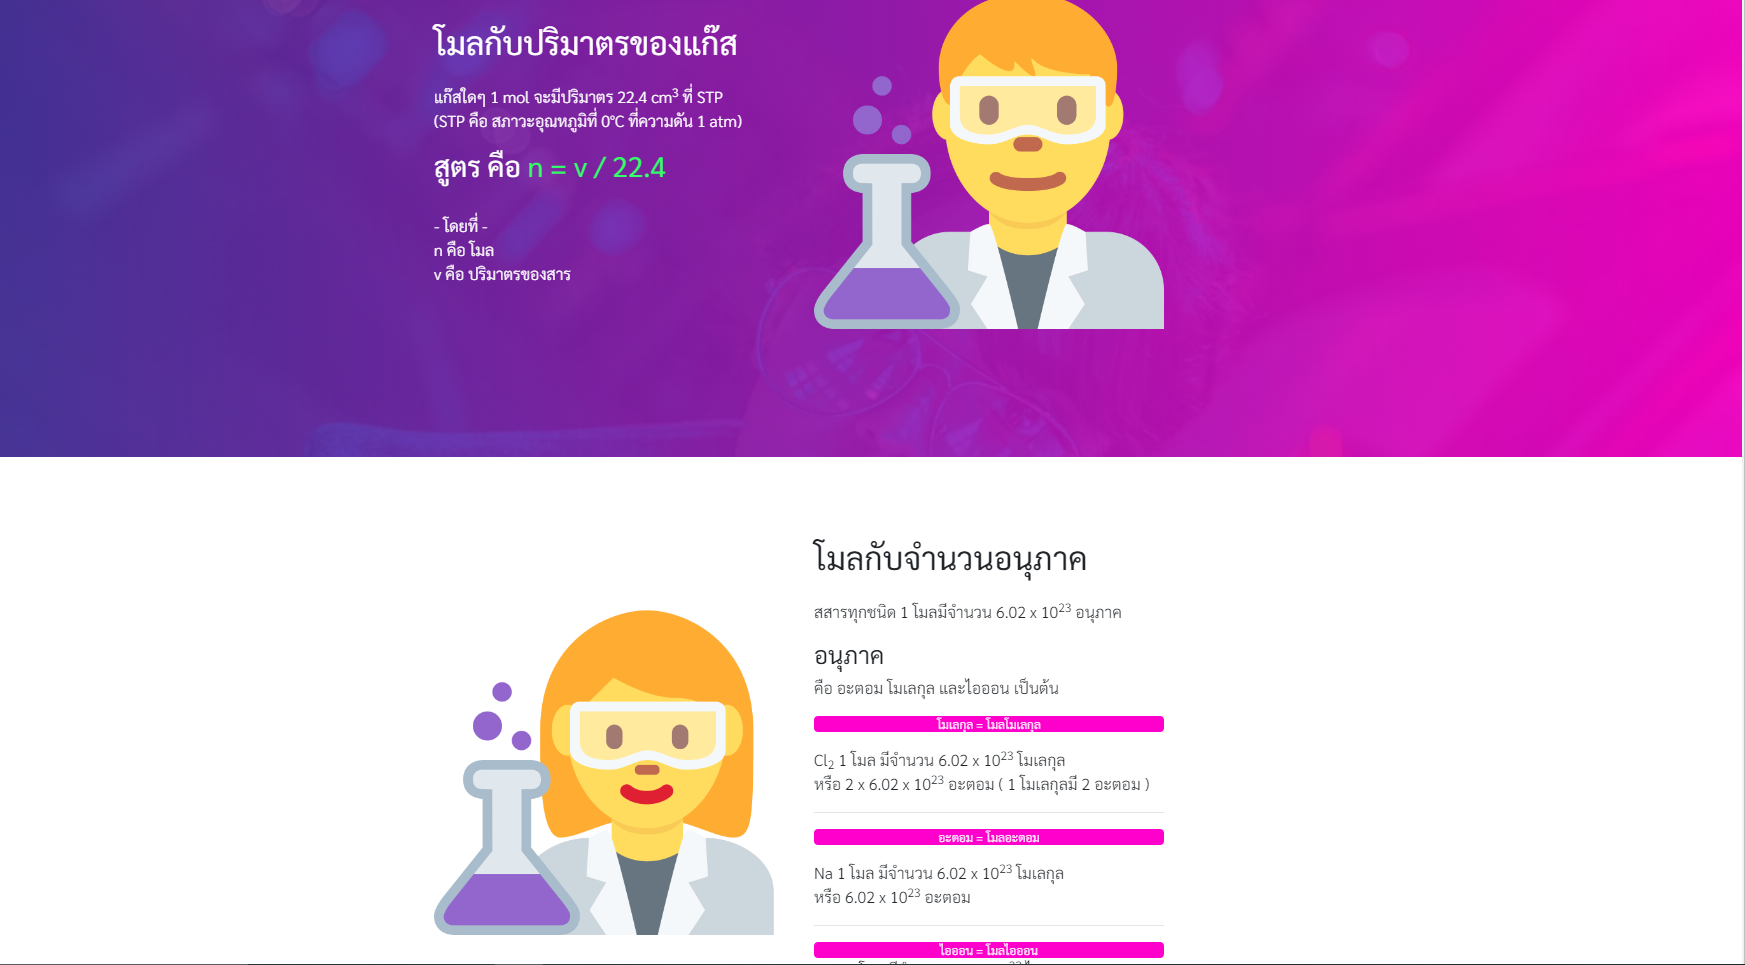 โมลกับปริมาตรของแก๊ส
แก๊สใดๆ 1 mol จะมีปริมาตร 22.4 cm³ ที่ STP
(STP คือ สภาวะอุณหภูมิที่ 0°C ที่ความดัน 1 atm)
สูตร คือ n = v / 22.4
- โดยที่ -
n คือ โมล
v คือ ปริมาตรของสาร
โมลกับจำนวนอนุภาค
สสารทุกชนิด 1 โมลมีจำนวน 6.02 x 10²³ อนุภาค
อนุภาค
คือ อะตอม โมเลกุล และไอออน เป็นต้น
โมเลกุล = โมลโมเลกุล
Cl₂ 1 โมล มีจำนวน 6.02 x 10²³ โมเลกุล
หรือ 2 x 6.02 x 10²³ อะตอม ( 1 โมเลกุลมี 2 อะตอม )
อะตอม = โมลอะตอม
Na 1 โมล มีจำนวน 6.02 x 10²³ โมเลกุล
หรือ 6.02 x 10²³ อะตอม
ไอออน = โมลไอออน